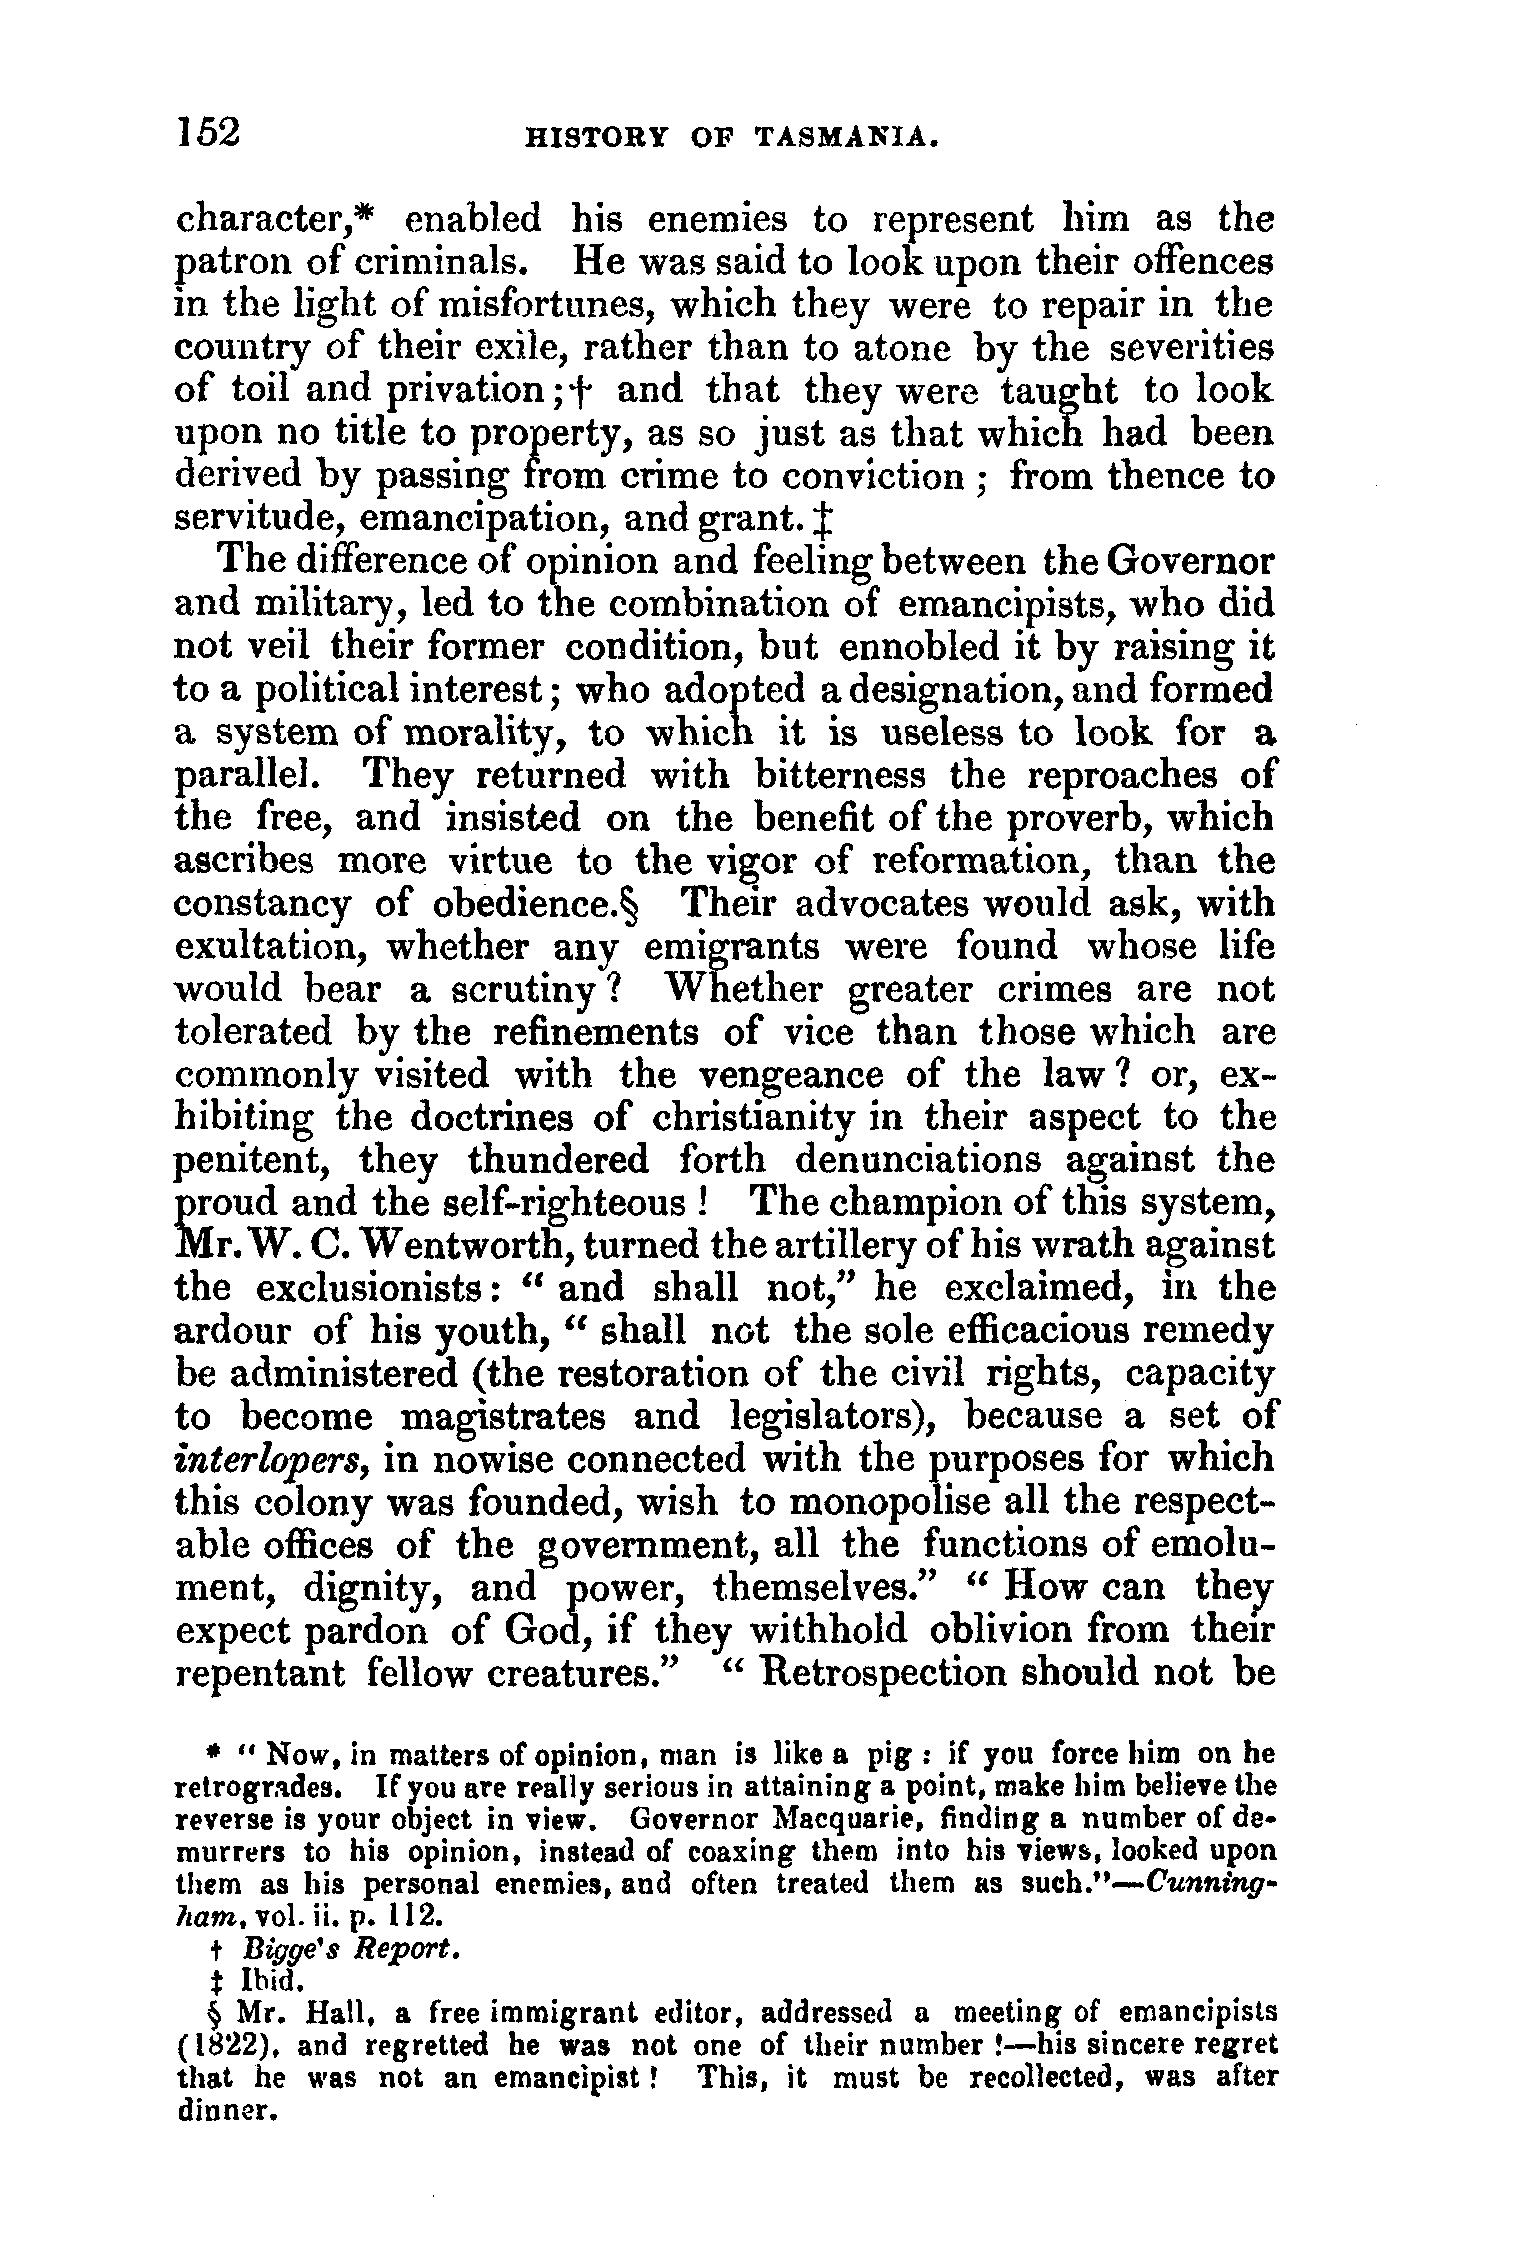 152 HISTORY OF TASMANIA.
character,* enabled his enemies to represent him as the
patron of criminals. He was said to look upon their offences
in the light of misfortunes, which they were to repair in the
country of their exile, rather than to atone by the severities
of toil and privation;† and that they were taught to look
upon no title to property, as so just as that which had been
derived by passing from crime to conviction; from thence to
servitude, emancipation, and grant.‡
The difference of opinion and feeling between the Governor
and military, led to the combination of emancipists, who did
not veil their former condition, but ennobled it by raising it
to a political interest; who adopted a designation, and formed
a system of morality, to which it is useless to look for a
parallel. They returned with bitterness the reproaches of
the free, and insisted on the benefit of the proverb, which
ascribes more virtue to the vigor of reformation, than the
constancy of obedience.§ Their advocates would ask, with
exultation, whether any emigrants were found whose life
would bear a scrutiny? Whether greater crimes are not
tolerated by the refinements of vice than those which are
commonly visited with the vengeance of the law? or, ex-
hibiting the doctrines of christianity in their aspect to the
penitent, they thundered forth denunciations against the
proud and the self-righteous! The champion of this system,
Mr. W. C. Wentworth, turned the artillery of his wrath against
the exclusionists: “and shall not,” he exclaimed, in the
ardour of his youth, “shall not the sole efficacious remedy
be administered (the restoration of the civil rights, capacity
to become magistrates and legislators), because a set of
interlopers, in nowise connected with the purposes for which
this colony was founded, wish to monopolise all the respect-
able offices of the government, all the functions of emolu-
ment, dignity, and power, themselves.” “How can they
expect pardon of God, if they withhold oblivion from their
repentant fellow creatures.” “Retrospection should not be
* “Now, in matters of opinion, man is like a pig: if you force him on he
retrogrades. If you are really serious in attaining a point, make him believe the
reverse is your object in view. Governor Macquarie, finding a number of de-
murrers to his opinion, instead of coaxing them into his views, looked upon
them as his personal enemies, and often treated them as such.”—Cunning-
ham, vol. ii. p. 112.
† Bigge's Report.
‡ Ibid.
§ Mr. Hall, a free immigrant editor, addressed a meeting of emancipists
(1822), and regretted he was not one of their number!—his sincere regret
that he was not an emancipist! This, it must be recollected, was after
dinner.